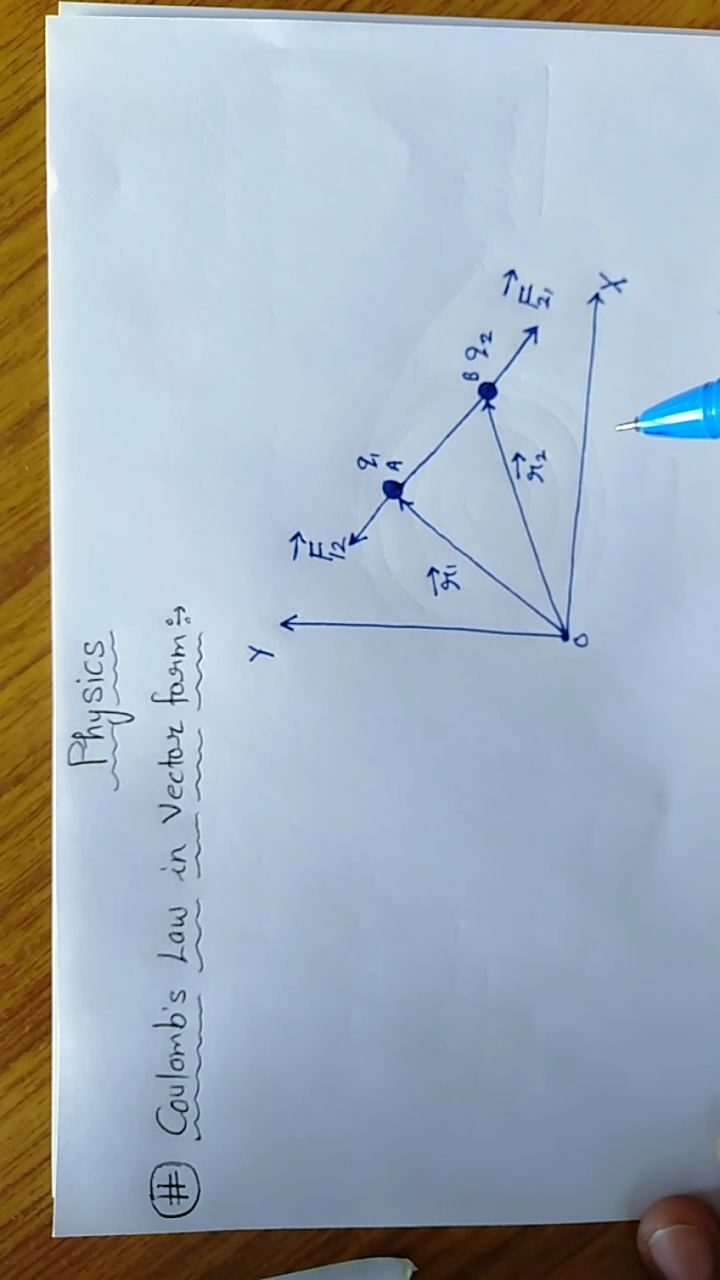 Physics
# Coulomb's Law in Vector form:→
Y
F₁₂
q₁
A
B q₂
F₂₁
r₁
r₂
O
X